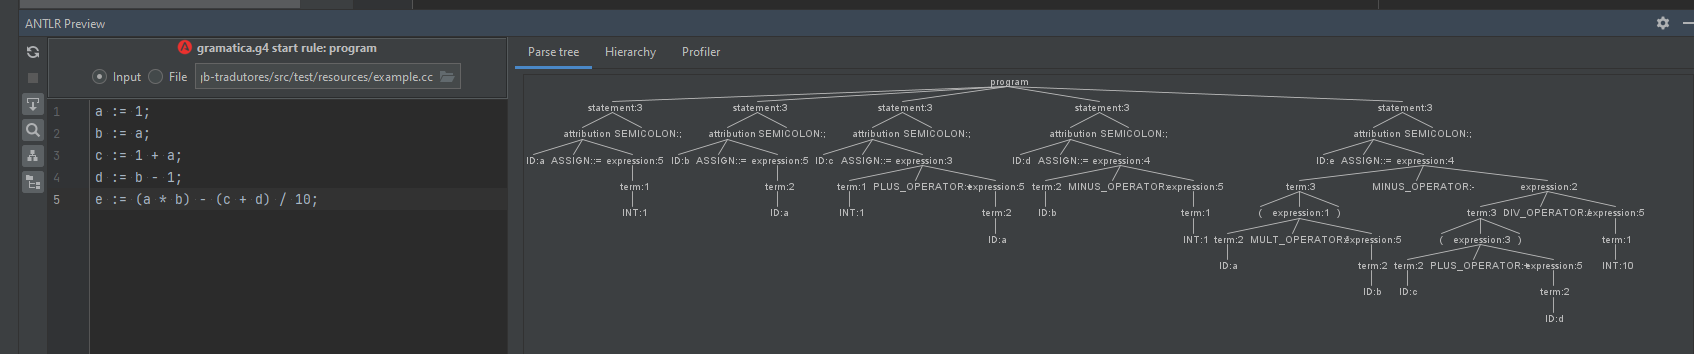 ANTLR Preview
gramatica.g4 start rule: program
Input File ıb-tradutores/src/test/resources/example.cc
1 a := 1;
2 b := a;
3 c := 1 + a;
4 d := b - 1;
5 e := (a * b) - (c + d) / 10;
Parse tree Hierarchy Profiler
program
statement:3 statement:3 statement:3 statement:3 statement:3
attribution SEMICOLON:; attribution SEMICOLON:; attribution SEMICOLON:; attribution SEMICOLON:; attribution SEMICOLON:;
ID:a ASSIGN::= expression:5 ID:b ASSIGN::= expression:5 ID:c ASSIGN::= expression:3 ID:d ASSIGN::= expression:4 ID:e ASSIGN::= expression:4
term:1 term:2 term:1 PLUS_OPERATOR:+ expression:5 term:2 MINUS_OPERATOR:- expression:5 term:3 MINUS_OPERATOR:- expression:2
INT:1 ID:a INT:1 term:2 ID:b term:1 ( expression:1 ) term:3 DIV_OPERATOR:/ expression:5
ID:a INT:1 term:2 MULT_OPERATOR:* expression:5 ( expression:3 ) term:1
ID:a term:2 term:2 PLUS_OPERATOR:+ expression:5 INT:10
ID:b ID:c term:2
ID:d